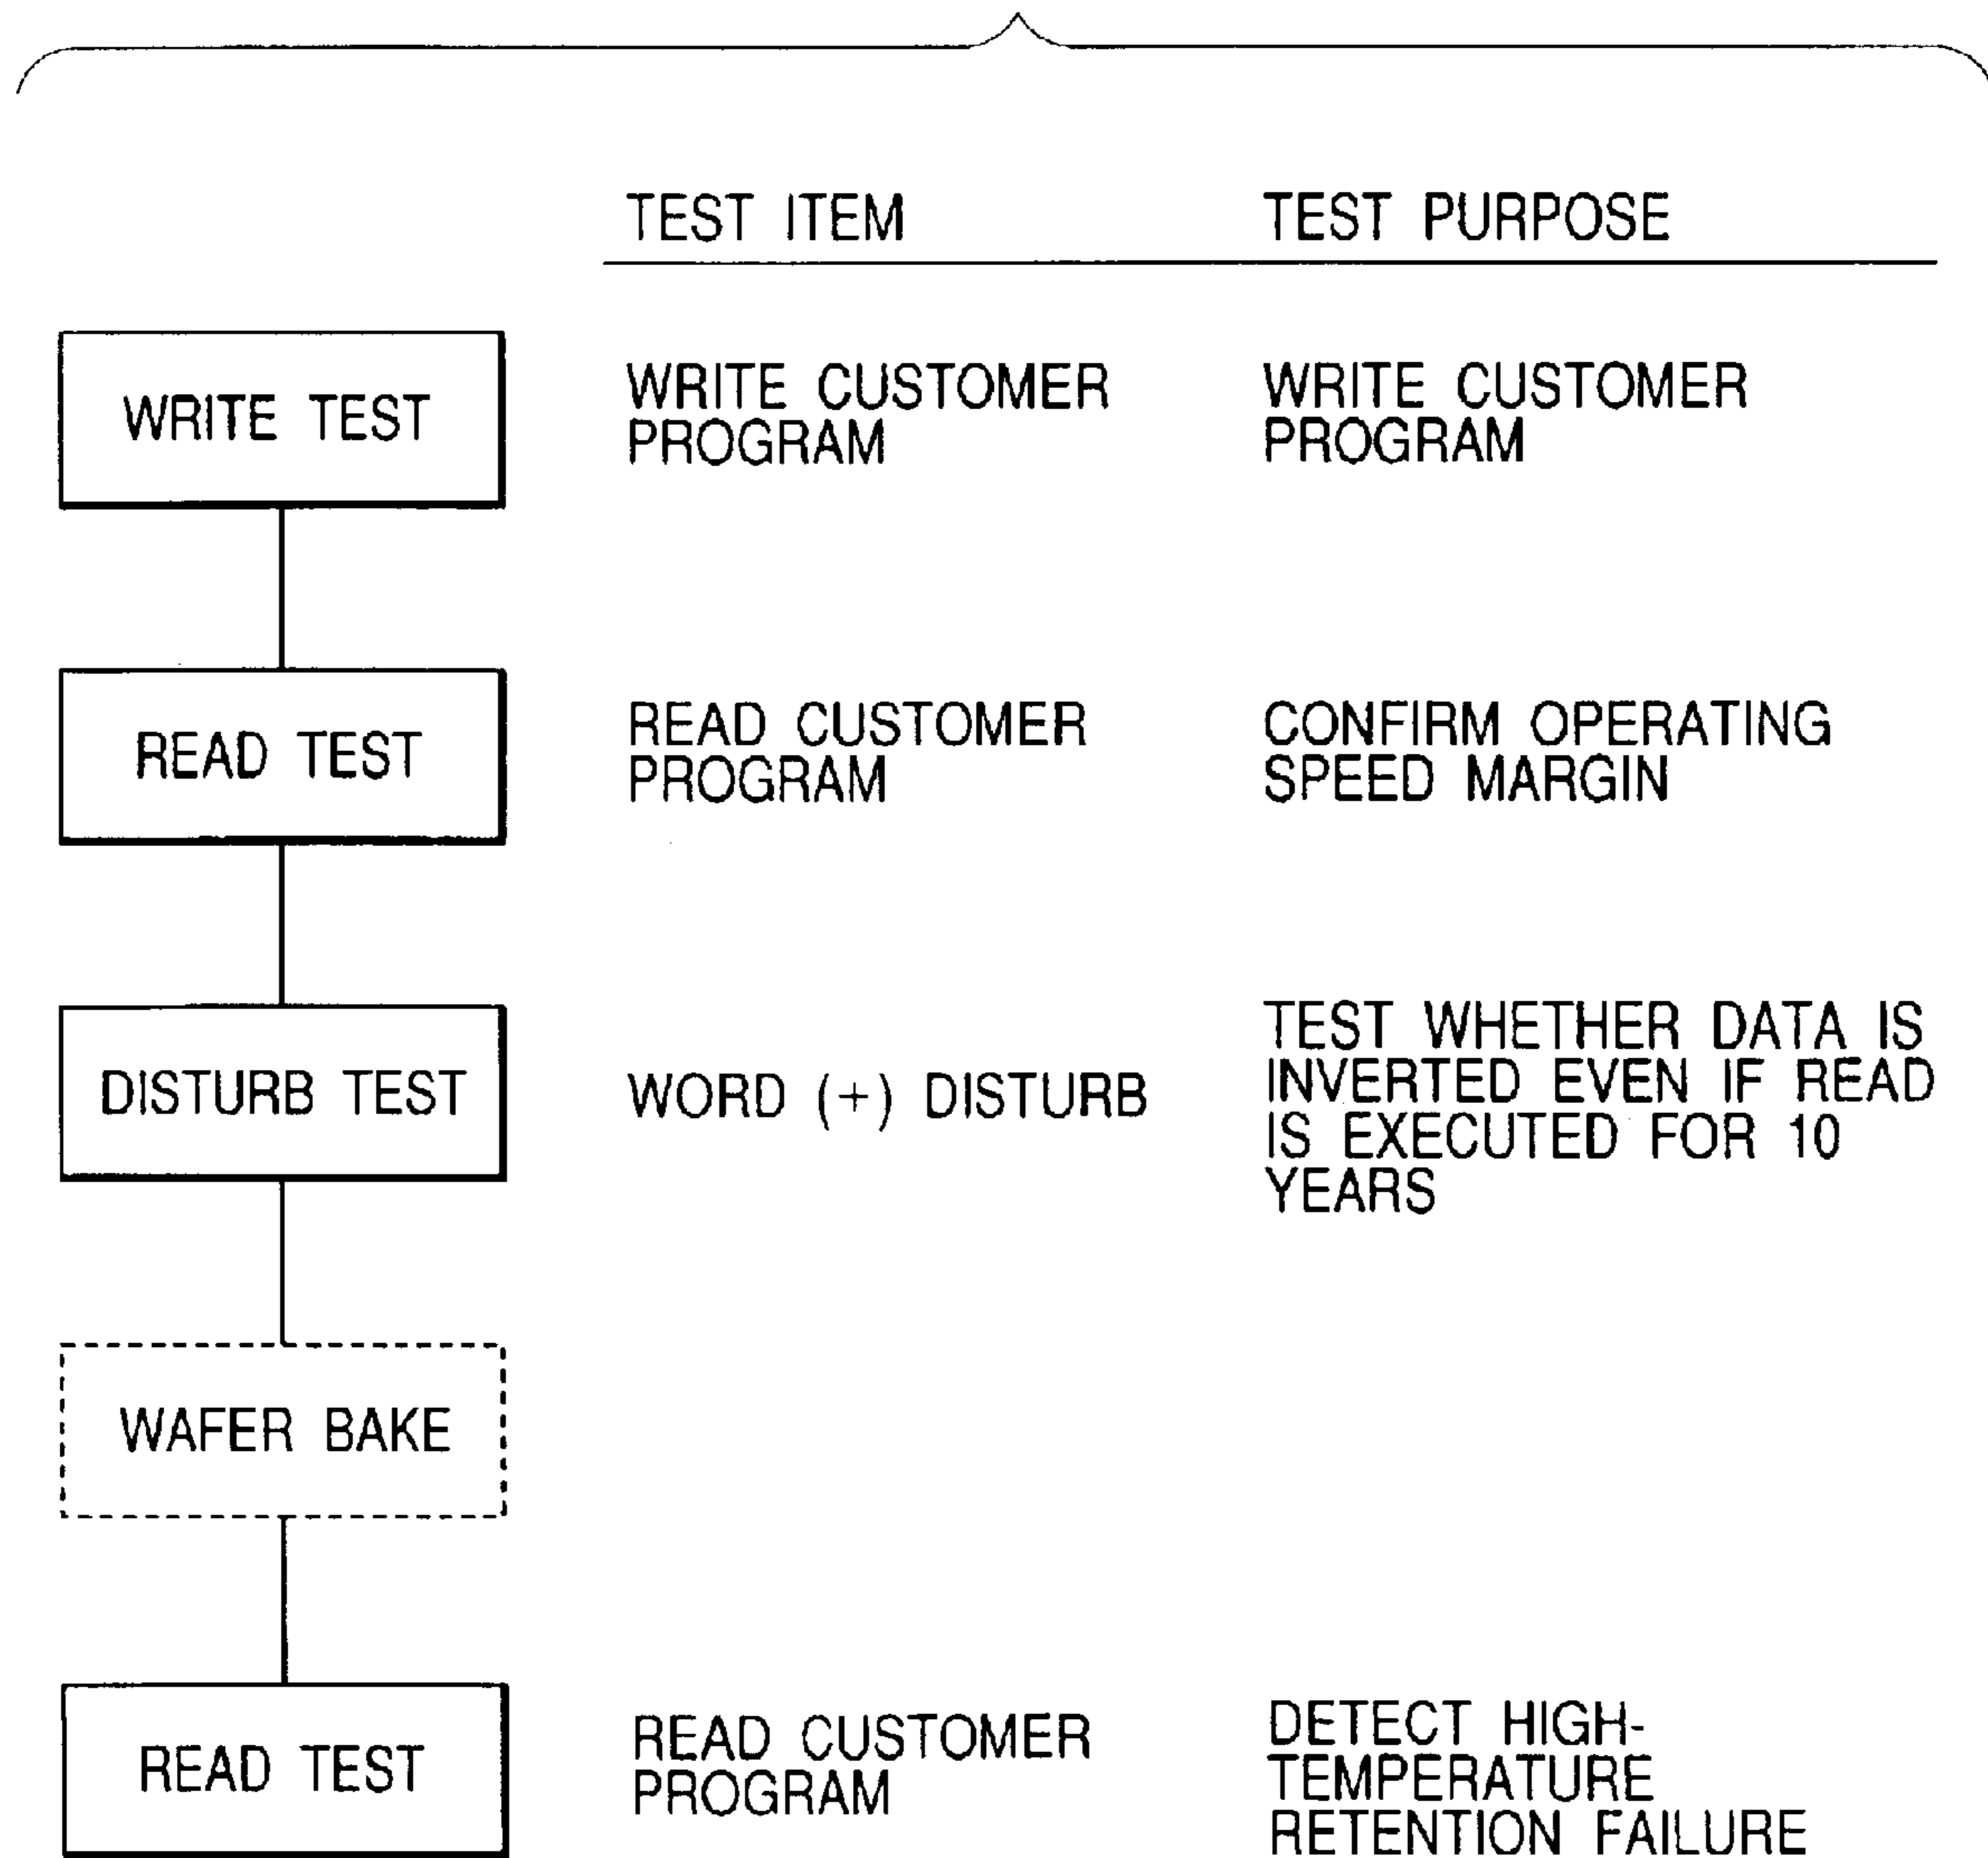 TEST ITEM
TEST PURPOSE
WRITE TEST
WRITE CUSTOMER
PROGRAM
WRITE CUSTOMER
PROGRAM
READ TEST
READ CUSTOMER
PROGRAM
CONFIRM OPERATING
SPEED MARGIN
DISTURB TEST
WORD (+) DISTURB
TEST WHETHER DATA IS
INVERTED EVEN IF READ
IS EXECUTED FOR 10
YEARS
WAFER BAKE
READ TEST
READ CUSTOMER
PROGRAM
DETECT HIGH-
TEMPERATURE
RETENTION FAILURE